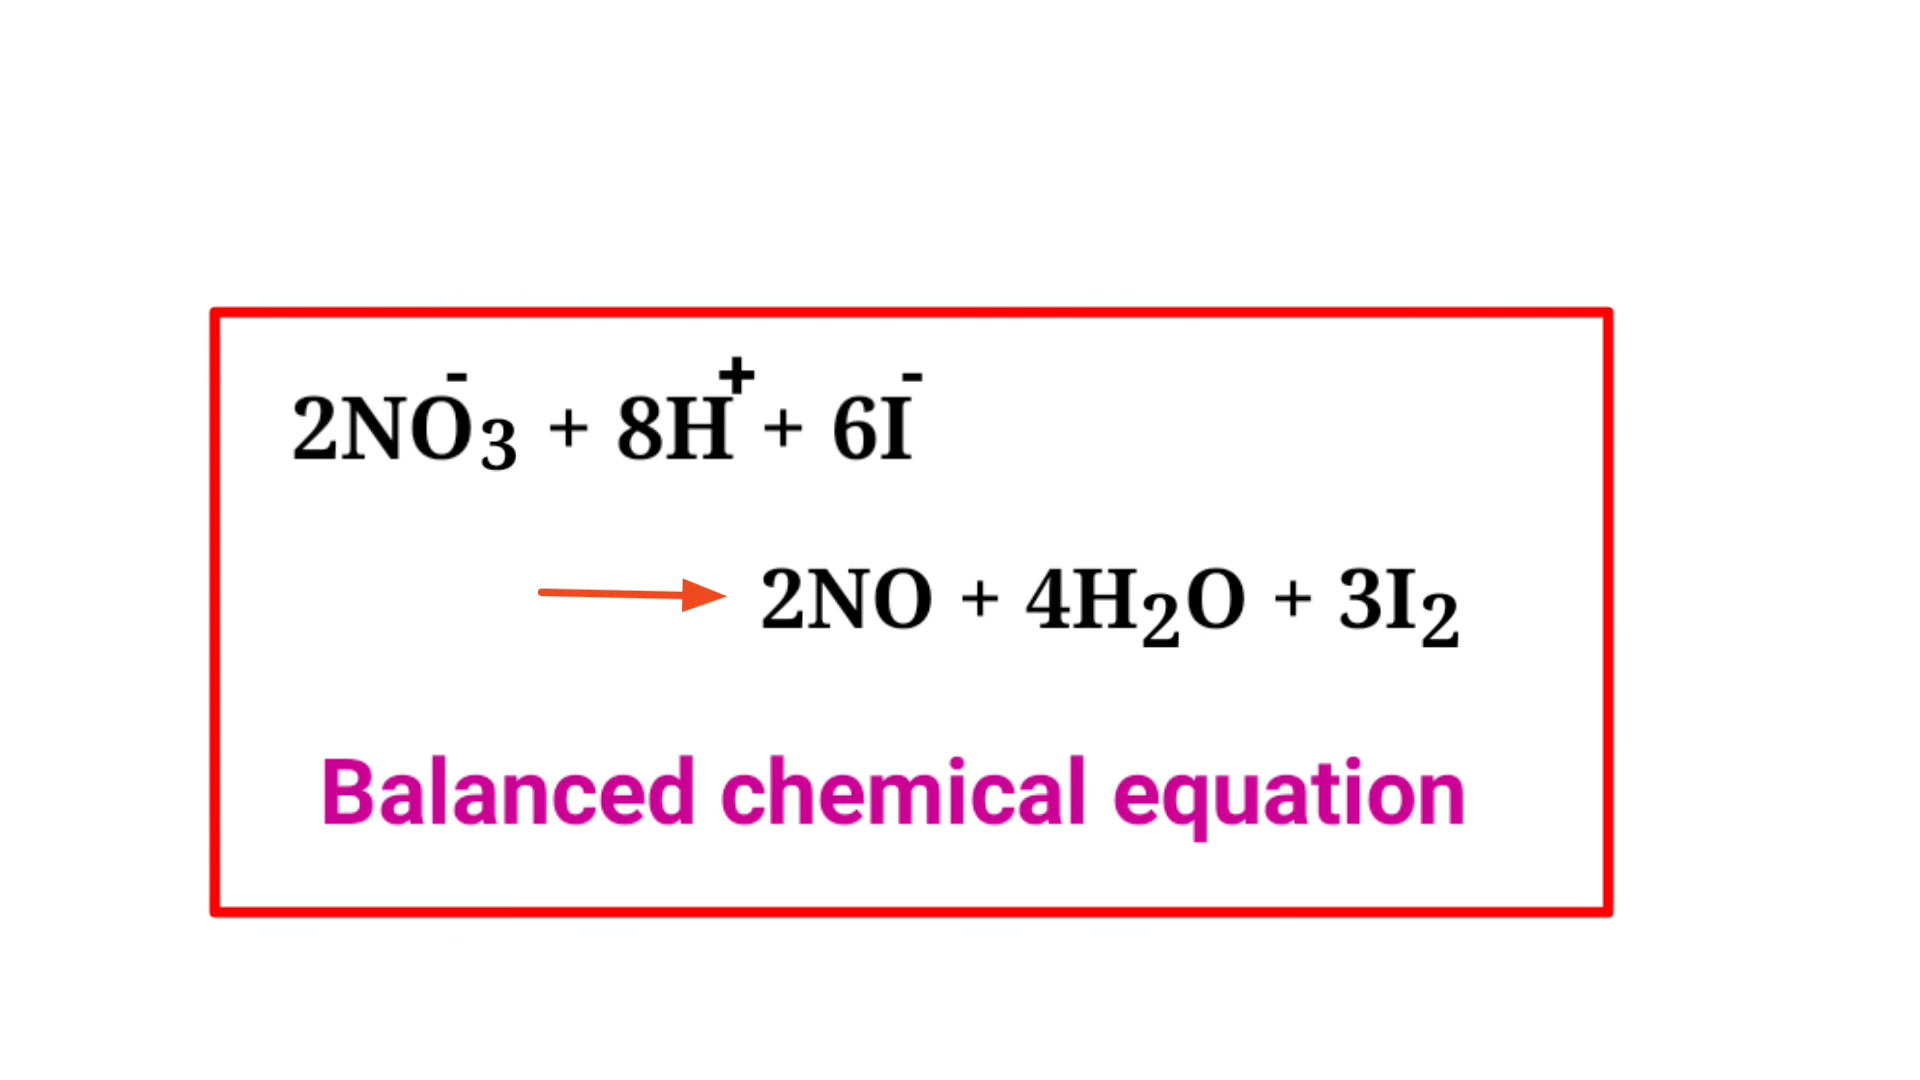 2NO₃⁻ + 8H⁺ + 6I⁻
→ 2NO + 4H₂O + 3I₂
Balanced chemical equation